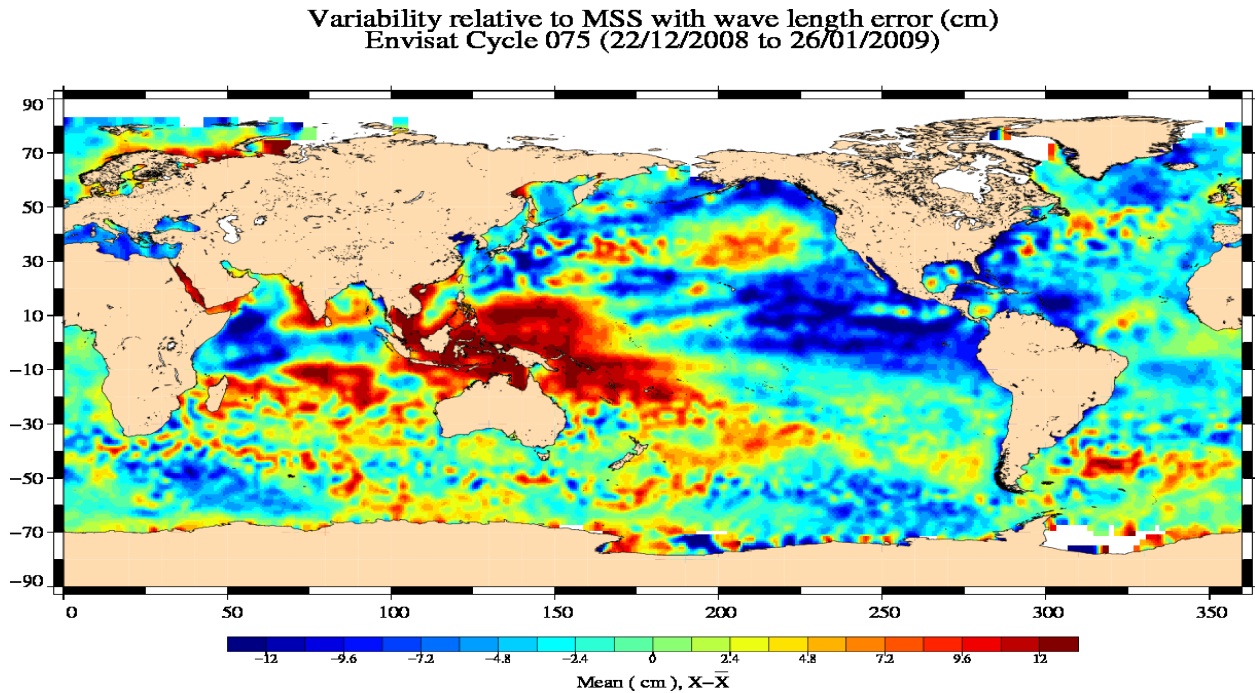 Variability relative to MSS with wave length error (cm)
Envisat Cycle 075 (22/12/2008 to 26/01/2009)
90
70
50
30
10
−10
−30
−50
−70
−90
0 50 100 150 200 250 300 350
−12 −9.6 −7.2 −4.8 −2.4 0 2.4 4.8 7.2 9.6 12
Mean ( cm ), X−X̅